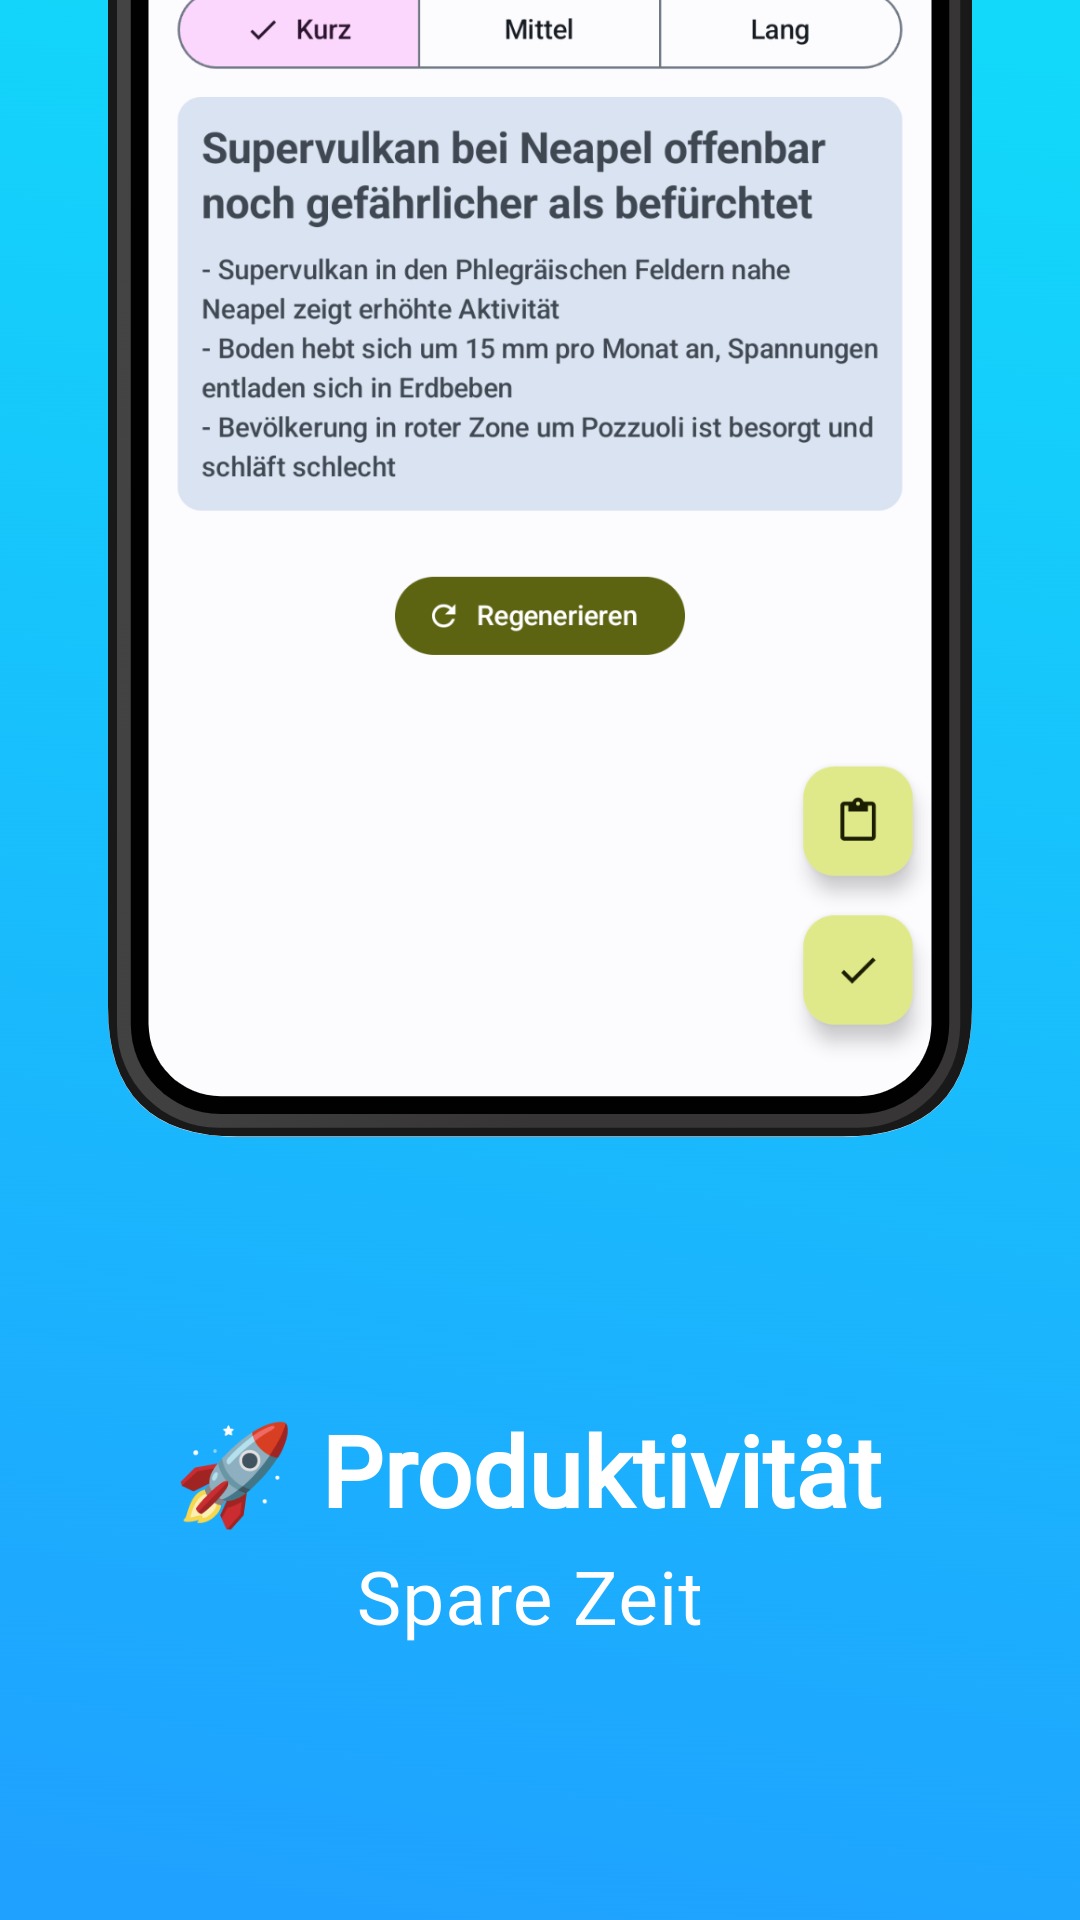 Kurz
Mittel
Lang
Supervulkan bei Neapel offenbar
noch gefährlicher als befürchtet
- Supervulkan in den Phlegräischen Feldern nahe
Neapel zeigt erhöhte Aktivität
- Boden hebt sich um 15 mm pro Monat an, Spannungen
entladen sich in Erdbeben
- Bevölkerung in roter Zone um Pozzuoli ist besorgt und
schläft schlecht
Regenerieren
🚀 Produktivität
Spare Zeit